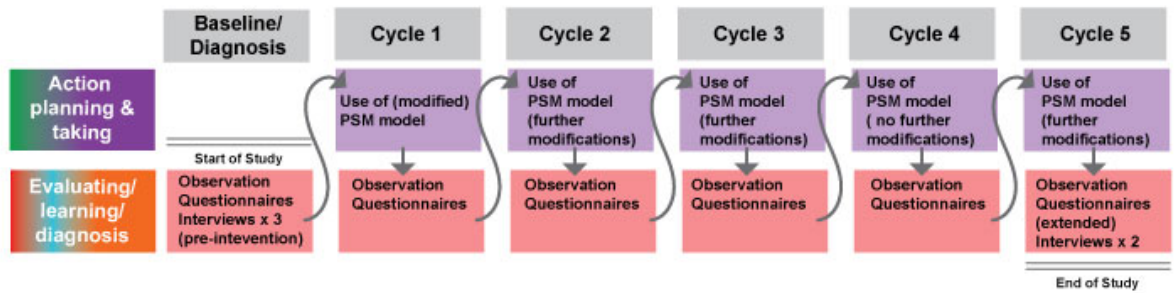 Baseline/
Diagnosis
Cycle 1
Cycle 2
Cycle 3
Cycle 4
Cycle 5
Action
planning &
taking
Start of Study
Use of (modified)
PSM model
Use of
PSM model
(further
modifications)
Use of
PSM model
(further
modifications)
Use of
PSM model
( no further
modifications)
Use of
PSM model
(further
modifications)
Evaluating/
learning/
diagnosis
Observation
Questionnaires
Interviews x 3
(pre-intevention)
Observation
Questionnaires
Observation
Questionnaires
Observation
Questionnaires
Observation
Questionnaires
Observation
Questionnaires
(extended)
Interviews x 2
End of Study